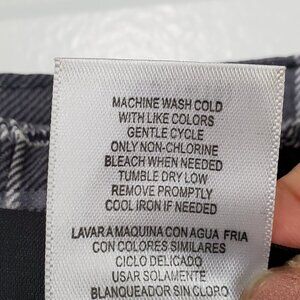 MACHINE WASH COLD
WITH LIKE COLORS
GENTLE CYCLE
ONLY NON-CHLORINE
BLEACH WHEN NEEDED
TUMBLE DRY LOW
REMOVE PROMPTLY
COOL IRON IF NEEDED
LAVAR A MAQUINA CON AGUA FRIA
CON COLORES SIMILARES
CICLO DELICADO
USAR SOLAMENTE
BLANQUEADOR SIN CLORO